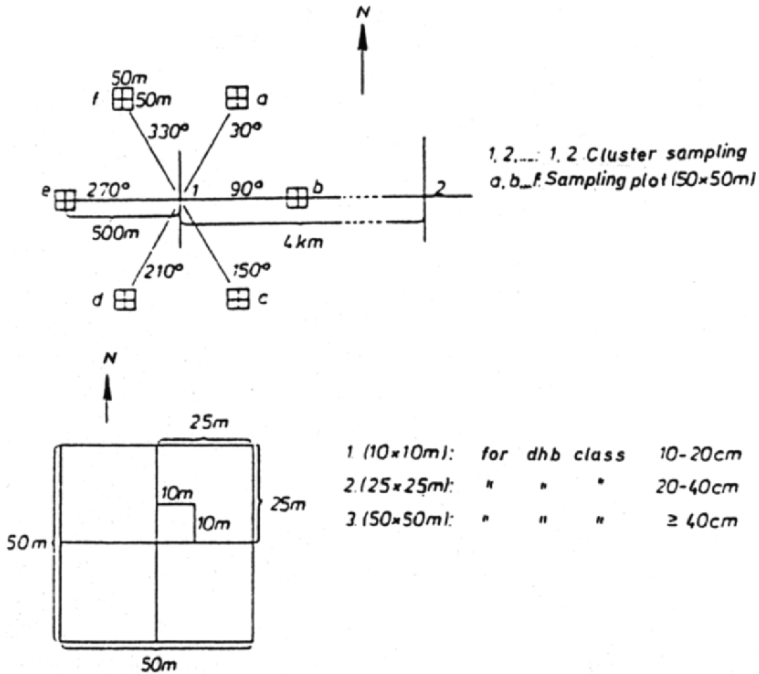 N
50m
f 50m a
330° 30°
e 270° 1 90° b 2
500m
4km
210° 150°
d c
1, 2,....: 1, 2 Cluster sampling
a, b...f: Sampling plot (50×50m)
N
25m
10m
10m
25m
50m
50m
1. (10×10m): for dhb class 10-20cm
2. (25×25m): " " " 20-40cm
3. (50×50m): " " " ≥ 40cm